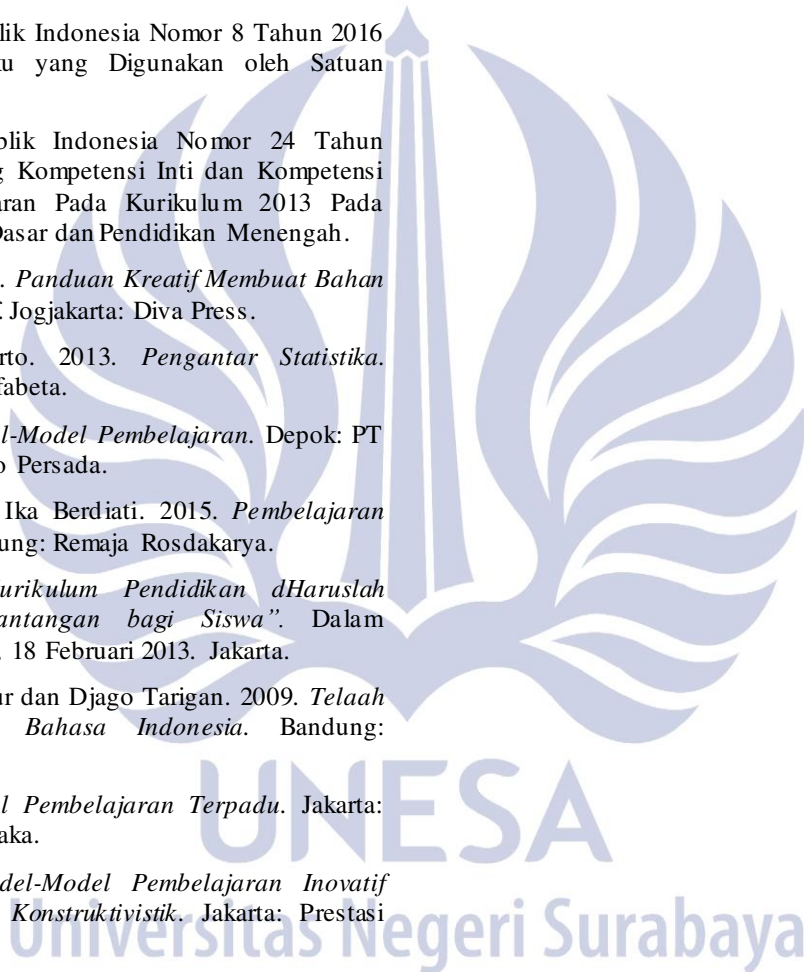 lik Indonesia Nomor 8 Tahun 2016
ku yang Digunakan oleh Satuan
blik Indonesia Nomor 24 Tahun
g Kompetensi Inti dan Kompetensi
aran Pada Kurikulum 2013 Pada
Dasar dan Pendidikan Menengah.
. Panduan Kreatif Membuat Bahan
f. Jogjakarta: Diva Press.
rto. 2013. Pengantar Statistika.
fabeta.
l-Model Pembelajaran. Depok: PT
o Persada.
Ika Berdiati. 2015. Pembelajaran
ung: Remaja Rosdakarya.
urikulum Pendidikan dHaruslah
antangan bagi Siswa”. Dalam
, 18 Februari 2013. Jakarta.
ur dan Djago Tarigan. 2009. Telaah
Bahasa Indonesia. Bandung:
l Pembelajaran Terpadu. Jakarta:
aka.
del-Model Pembelajaran Inovatif
Konstruktivistik. Jakarta: Prestasi
UNESA
Universitas Negeri Surabaya